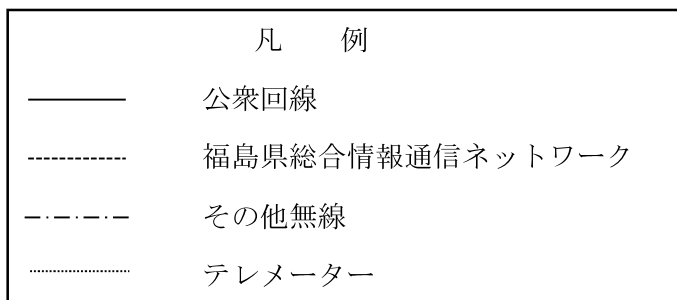 凡　例
公衆回線
福島県総合情報通信ネットワーク
その他無線
テレメーター